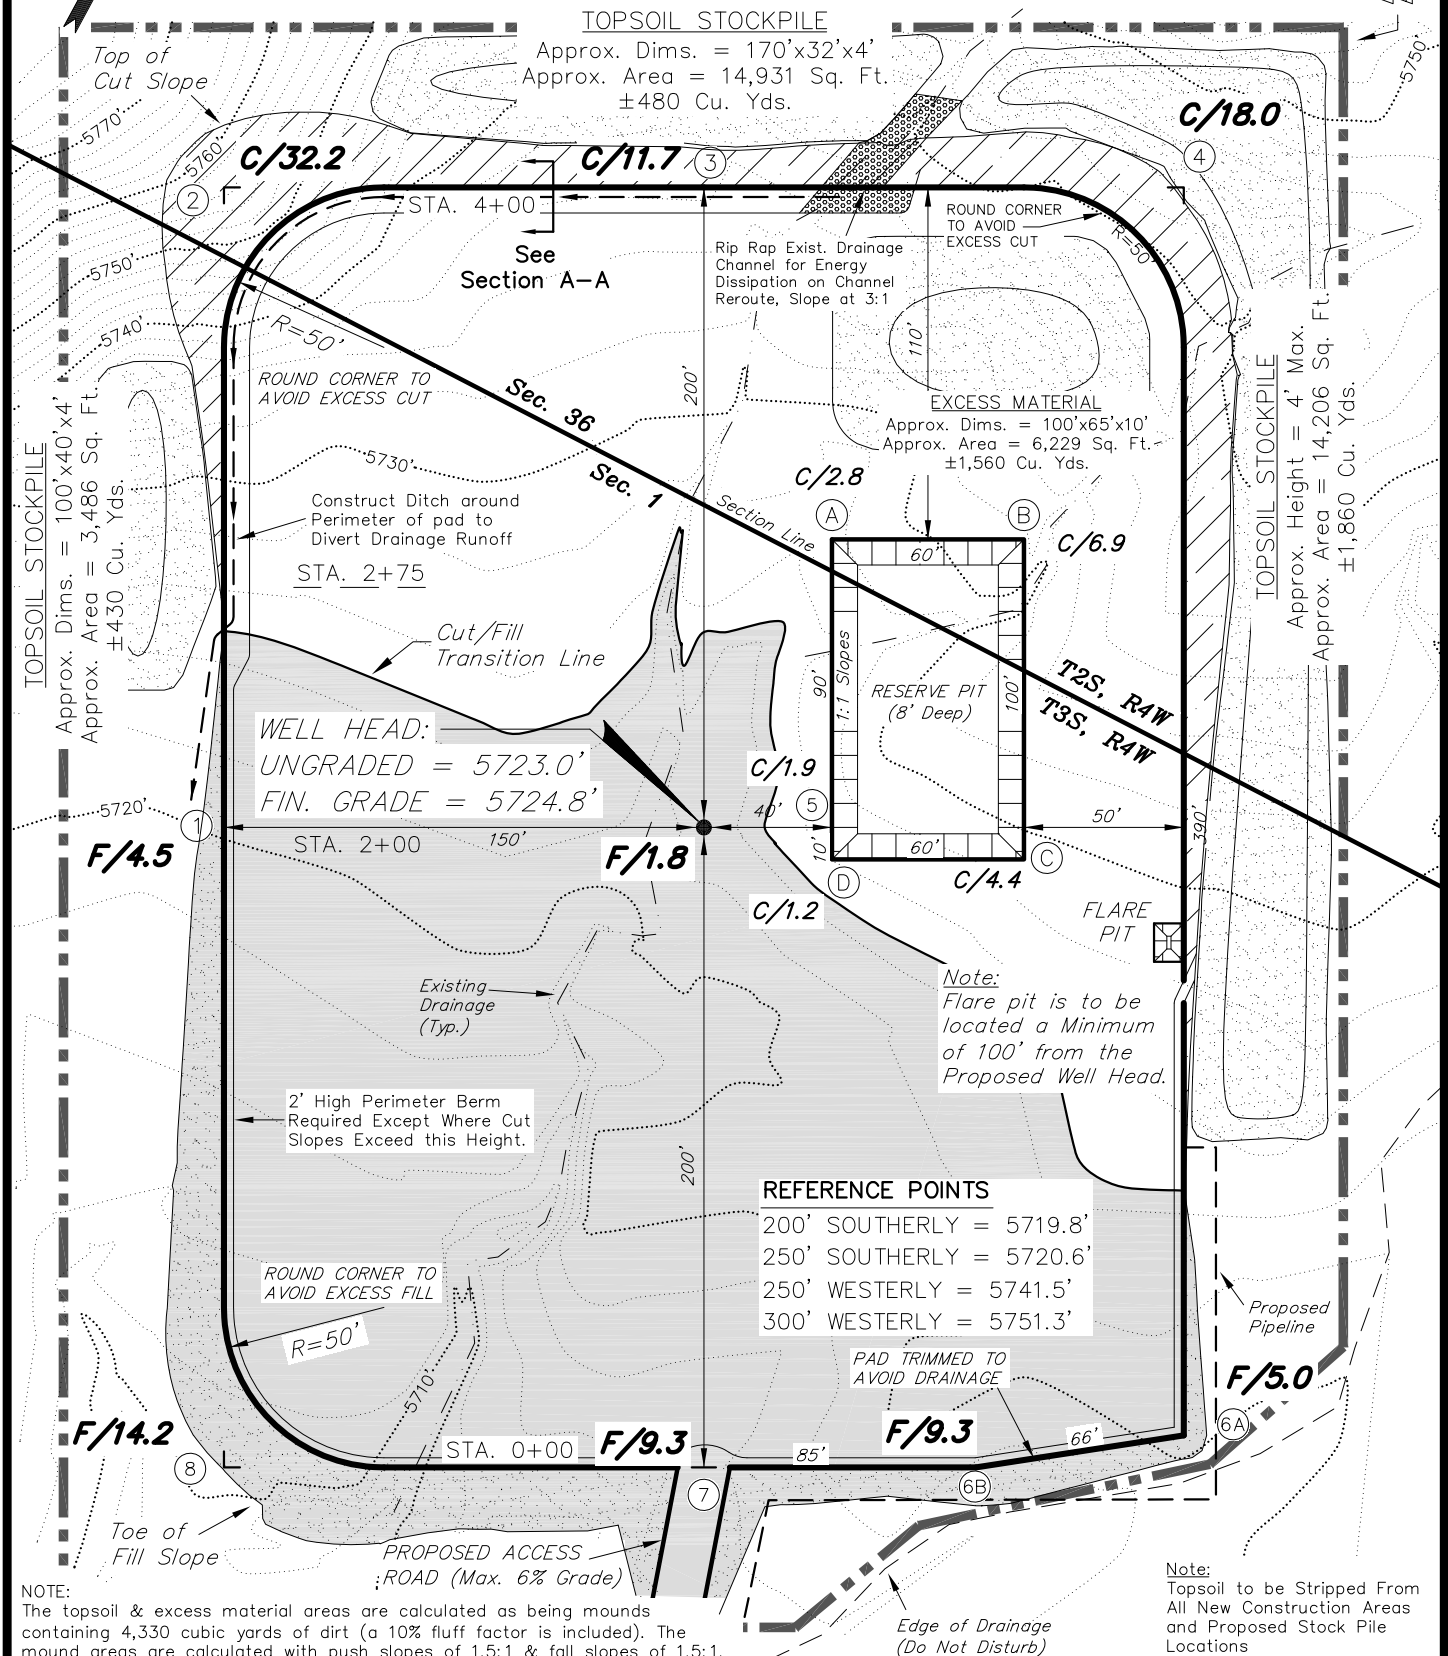 TOPSOIL STOCKPILE
Approx. Dims. = 170'x32'x4'
Approx. Area = 14,931 Sq. Ft.
±480 Cu. Yds.
Top of
Cut Slope
5750'
5770'
5760'
C/32.2
C/11.7
3
C/18.0
4
2
STA. 4+00
See
Section A-A
ROUND CORNER
TO AVOID
EXCESS CUT
R=50'
Rip Rap Exist. Drainage
Channel for Energy
Dissipation on Channel
Reroute, Slope at 3:1
5750'
5740'
R=50'
110'
200'
ROUND CORNER TO
AVOID EXCESS CUT
Sec. 36
Sec. 1
Section Line
EXCESS MATERIAL
Approx. Dims. = 100'x65'x10'
Approx. Area = 6,229 Sq. Ft.
±1,560 Cu. Yds.
TOPSOIL STOCKPILE
Approx. Dims. = 100'x40'x4'
Approx. Area = 3,486 Sq. Ft.
±430 Cu. Yds.
TOPSOIL STOCKPILE
Approx. Height = 4' Max.
Approx. Area = 14,206 Sq. Ft.
±1,860 Cu. Yds.
5730'
C/2.8
A
B
C/6.9
Construct Ditch around
Perimeter of pad to
Divert Drainage Runoff
STA. 2+75
60'
Cut/Fill
Transition Line
90'
1:1 Slopes
RESERVE PIT
(8' Deep)
100'
T2S, R4W
T3S, R4W
WELL HEAD:
UNGRADED = 5723.0'
FIN. GRADE = 5724.8'
C/1.9
5
5720'
1
40'
50'
390'
F/4.5
STA. 2+00
150'
F/1.8
10'
60'
C
D
C/4.4
C/1.2
FLARE
PIT
Existing
Drainage
(Typ.)
Note:
Flare pit is to be
located a Minimum
of 100' from the
Proposed Well Head.
2' High Perimeter Berm
Required Except Where Cut
Slopes Exceed this Height.
200'
REFERENCE POINTS
200' SOUTHERLY = 5719.8'
250' SOUTHERLY = 5720.6'
250' WESTERLY = 5741.5'
300' WESTERLY = 5751.3'
ROUND CORNER TO
AVOID EXCESS FILL
R=50'
Proposed
Pipeline
PAD TRIMMED TO
AVOID DRAINAGE
5710'
F/5.0
F/14.2
8
STA. 0+00
F/9.3
F/9.3
85'
66'
6A
6B
7
Toe of
Fill Slope
PROPOSED ACCESS
ROAD (Max. 6% Grade)
Edge of Drainage
(Do Not Disturb)
Note:
Topsoil to be Stripped From
All New Construction Areas
and Proposed Stock Pile
Locations
NOTE:
The topsoil & excess material areas are calculated as being mounds
containing 4,330 cubic yards of dirt (a 10% fluff factor is included). The
mound areas are calculated with push slopes of 1.5:1 & fall slopes of 1.5:1.